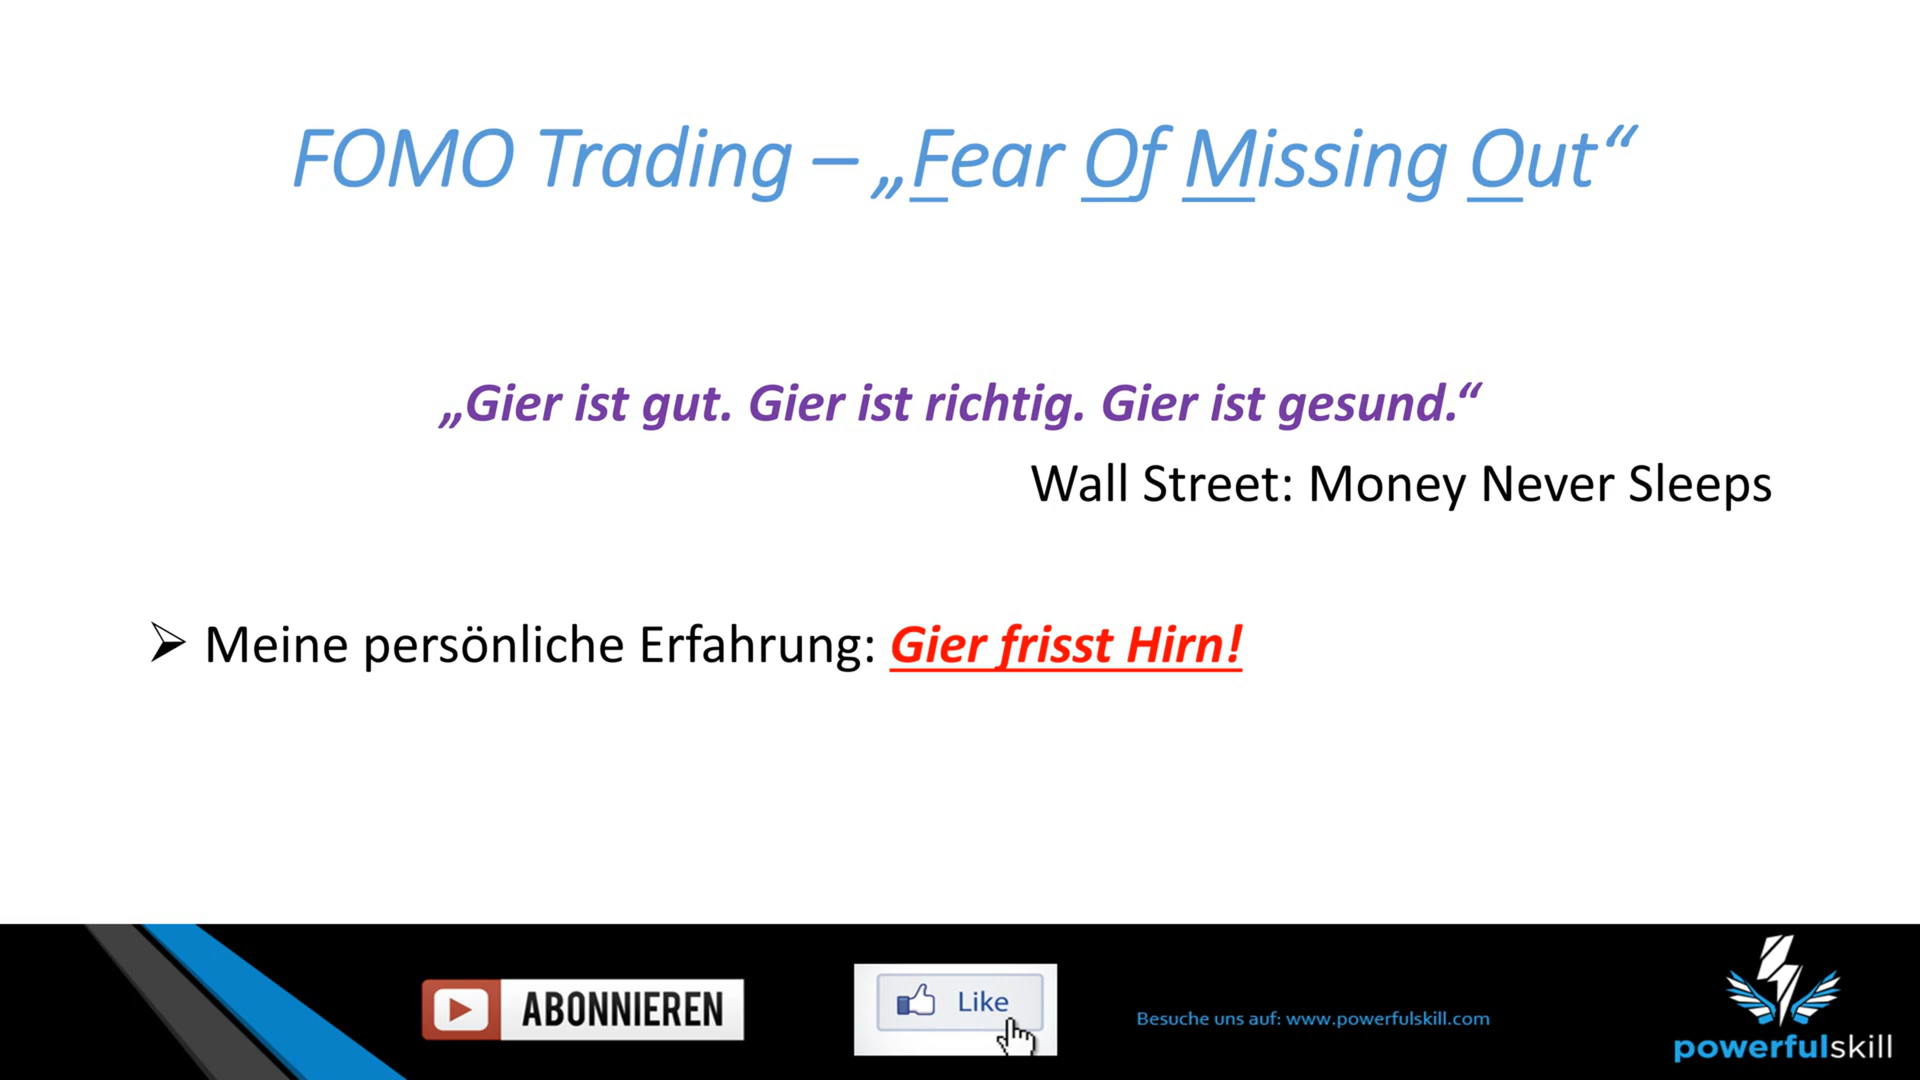 FOMO Trading – „Fear Of Missing Out“
„Gier ist gut. Gier ist richtig. Gier ist gesund.“
Wall Street: Money Never Sleeps
Meine persönliche Erfahrung: Gier frisst Hirn!
ABONNIEREN
Like
Besuche uns auf: www.powerfulskill.com
powerfulskill